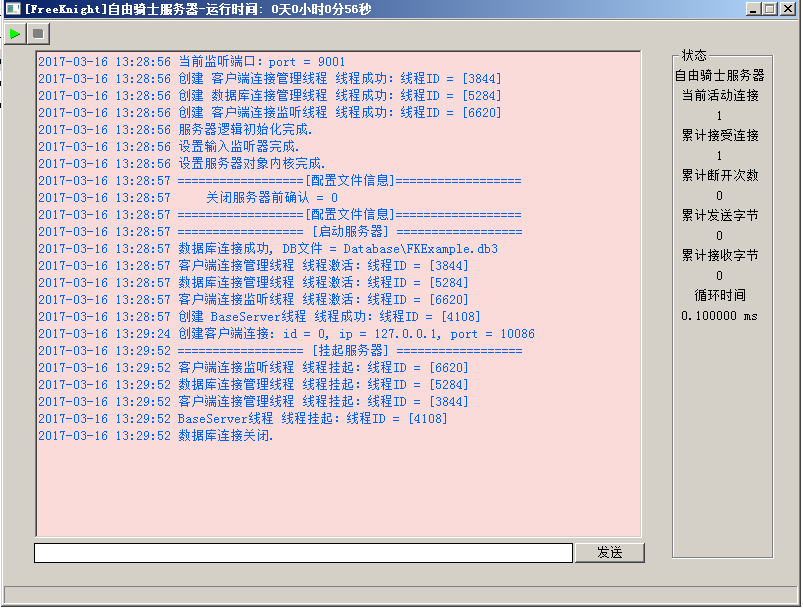 [FreeKnight]自由骑士服务器-运行时间: 0天0小时0分56秒
2017-03-16 13:28:56 当前监听端口:port = 9001
2017-03-16 13:28:56 创建 客户端连接管理线程 线程成功:线程ID = [3844]
2017-03-16 13:28:56 创建 数据库连接管理线程 线程成功:线程ID = [5284]
2017-03-16 13:28:56 创建 客户端连接监听线程 线程成功:线程ID = [6620]
2017-03-16 13:28:56 服务器逻辑初始化完成.
2017-03-16 13:28:56 设置输入监听器完成.
2017-03-16 13:28:56 设置服务器对象内核完成.
2017-03-16 13:28:57 ==================[配置文件信息]==================
2017-03-16 13:28:57 关闭服务器前确认 = 0
2017-03-16 13:28:57 ==================[配置文件信息]==================
2017-03-16 13:28:57 ================== [启动服务器] ==================
2017-03-16 13:28:57 数据库连接成功, DB文件 = Database\FKExample.db3
2017-03-16 13:28:57 客户端连接管理线程 线程激活:线程ID = [3844]
2017-03-16 13:28:57 数据库连接管理线程 线程激活:线程ID = [5284]
2017-03-16 13:28:57 客户端连接监听线程 线程激活:线程ID = [6620]
2017-03-16 13:28:57 创建 BaseServer线程 线程成功:线程ID = [4108]
2017-03-16 13:29:24 创建客户端连接: id = 0, ip = 127.0.0.1, port = 10086
2017-03-16 13:29:52 ================== [挂起服务器] ==================
2017-03-16 13:29:52 客户端连接监听线程 线程挂起:线程ID = [6620]
2017-03-16 13:29:52 数据库连接管理线程 线程挂起:线程ID = [5284]
2017-03-16 13:29:52 客户端连接管理线程 线程挂起:线程ID = [3844]
2017-03-16 13:29:52 BaseServer线程 线程挂起:线程ID = [4108]
2017-03-16 13:29:52 数据库连接关闭.
发送
状态
自由骑士服务器
当前活动连接
1
累计接受连接
1
累计断开次数
0
累计发送字节
0
累计接收字节
0
循环时间
0.100000 ms